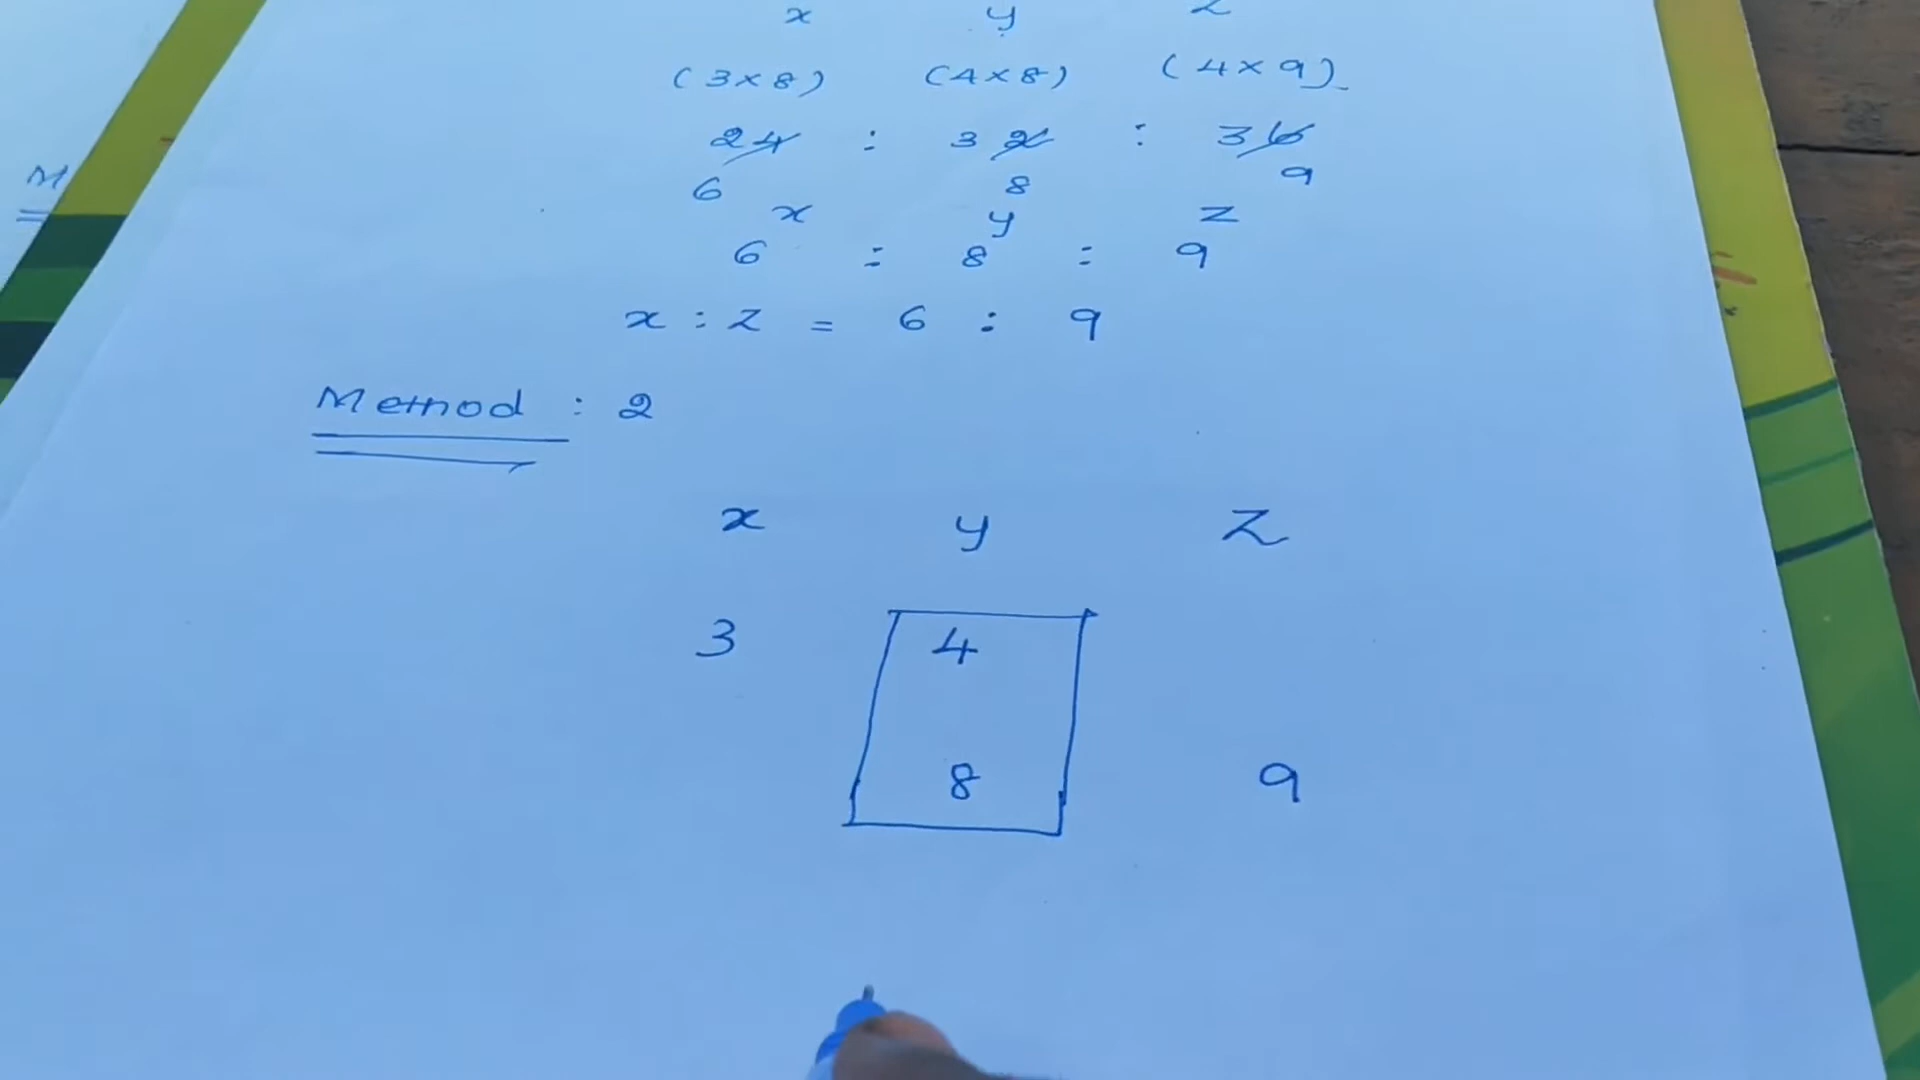 x y z
(3×8) (4×8) (4×9)
24 : 32 : 36
6 8 9
x y z
6 : 8 : 9
x : z = 6 : 9
Method : 2
x y z
3 4
8 9
M